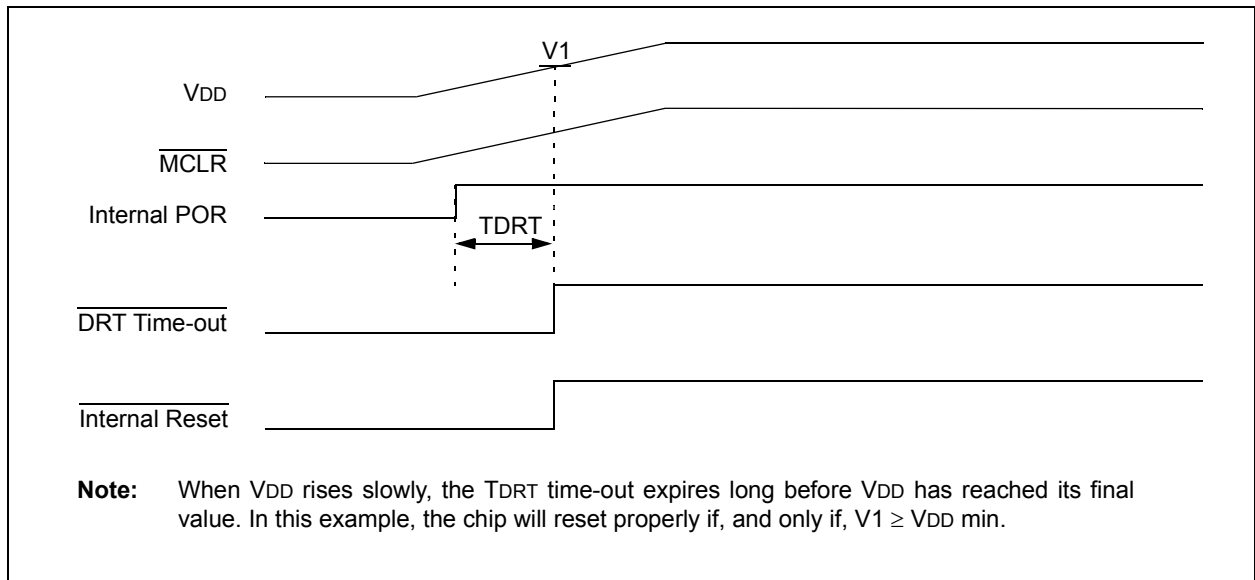 V1
VDD
MCLR
Internal POR
TDRT
DRT Time-out
Internal Reset
Note: When VDD rises slowly, the TDRT time-out expires long before VDD has reached its final
value. In this example, the chip will reset properly if, and only if, V1 ≥ VDD min.